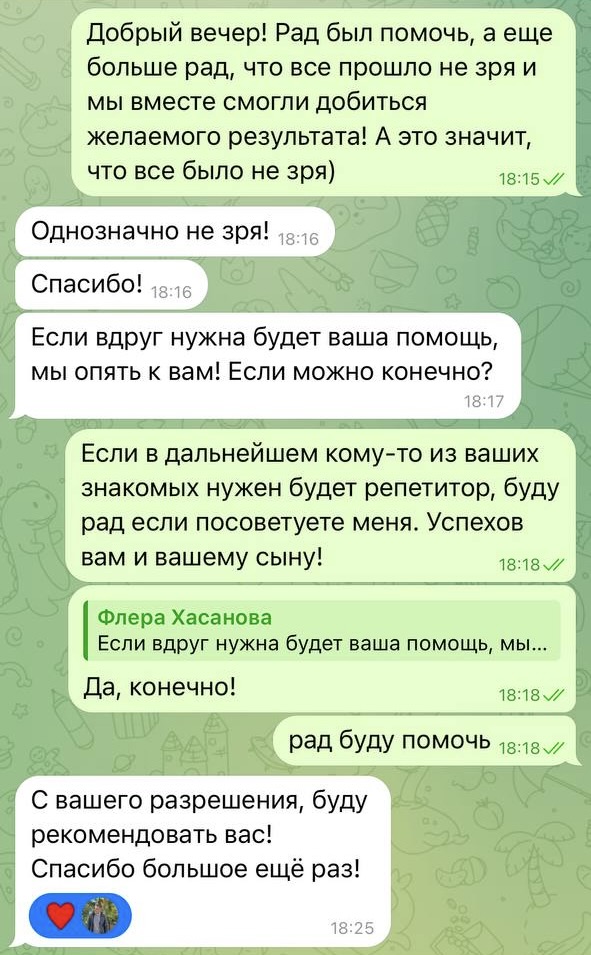 Добрый вечер! Рад был помочь, а еще
больше рад, что все прошло не зря и
мы вместе смогли добиться
желаемого результата! А это значит,
что все было не зря)
18:15
Однозначно не зря! 18:16
Спасибо! 18:16
Если вдруг нужна будет ваша помощь,
мы опять к вам! Если можно конечно?
18:17
Если в дальнейшем кому-то из ваших
знакомых нужен будет репетитор, буду
рад если посоветуете меня. Успехов
вам и вашему сыну!
18:18
Флера Хасанова
Если вдруг нужна будет ваша помощь, мы...
Да, конечно!
18:18
рад буду помочь 18:18
С вашего разрешения, буду
рекомендовать вас!
Спасибо большое ещё раз!
18:25